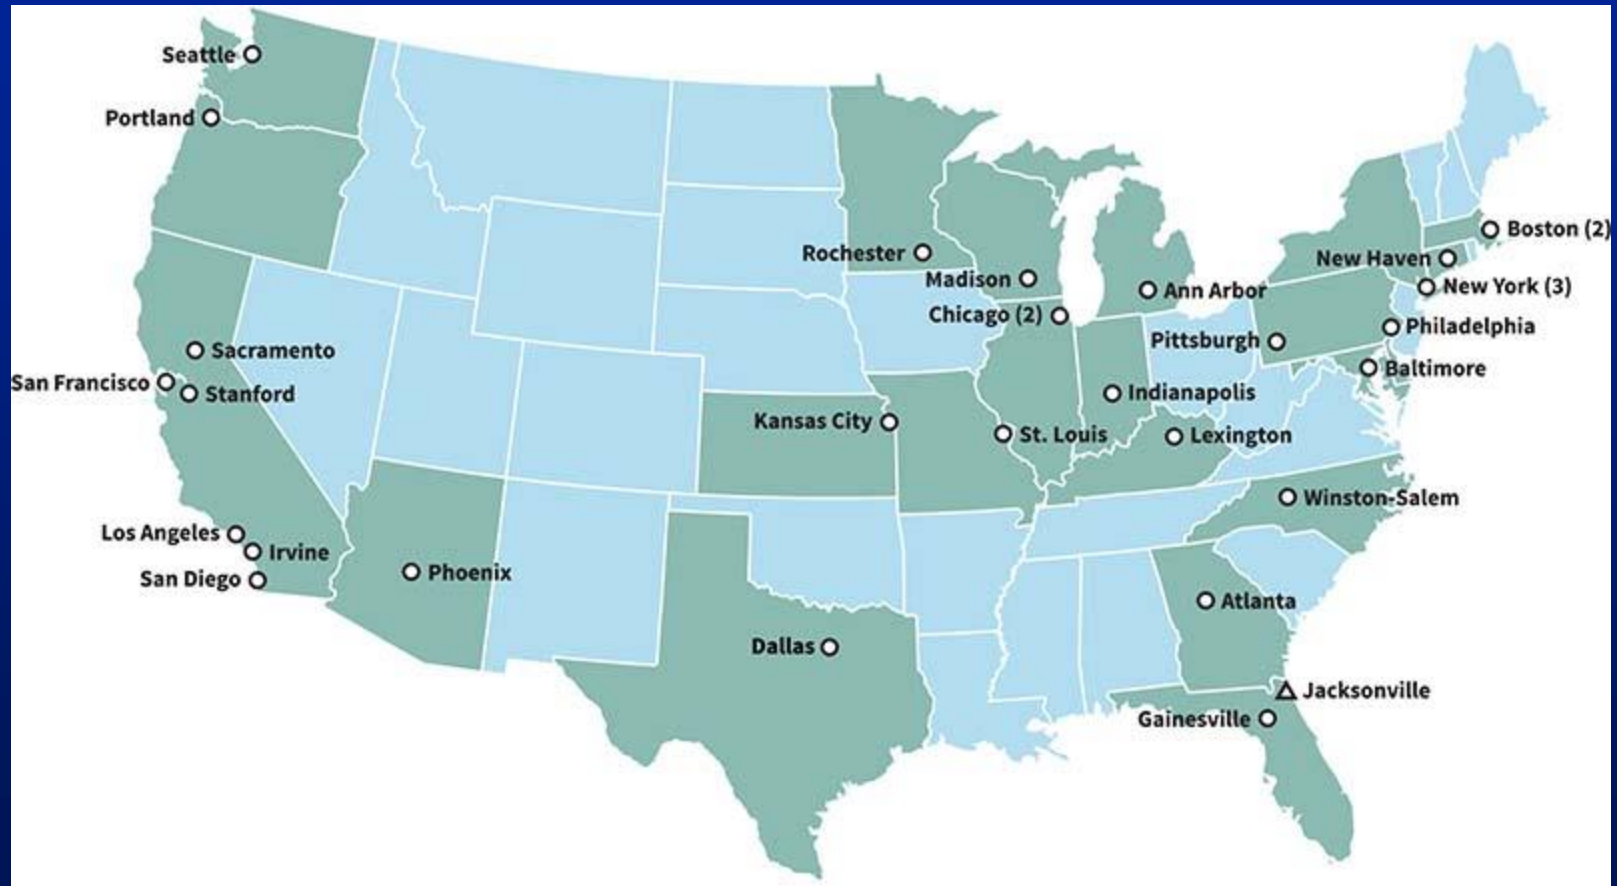 Seattle
Portland
Boston (2)
Rochester
New Haven
Madison
New York (3)
Ann Arbor
Chicago (2)
Philadelphia
Pittsburgh
Sacramento
Baltimore
San Francisco
Stanford
Indianapolis
Kansas City
St. Louis
Lexington
Winston-Salem
Los Angeles
Irvine
San Diego
Phoenix
Atlanta
Dallas
Jacksonville
Gainesville